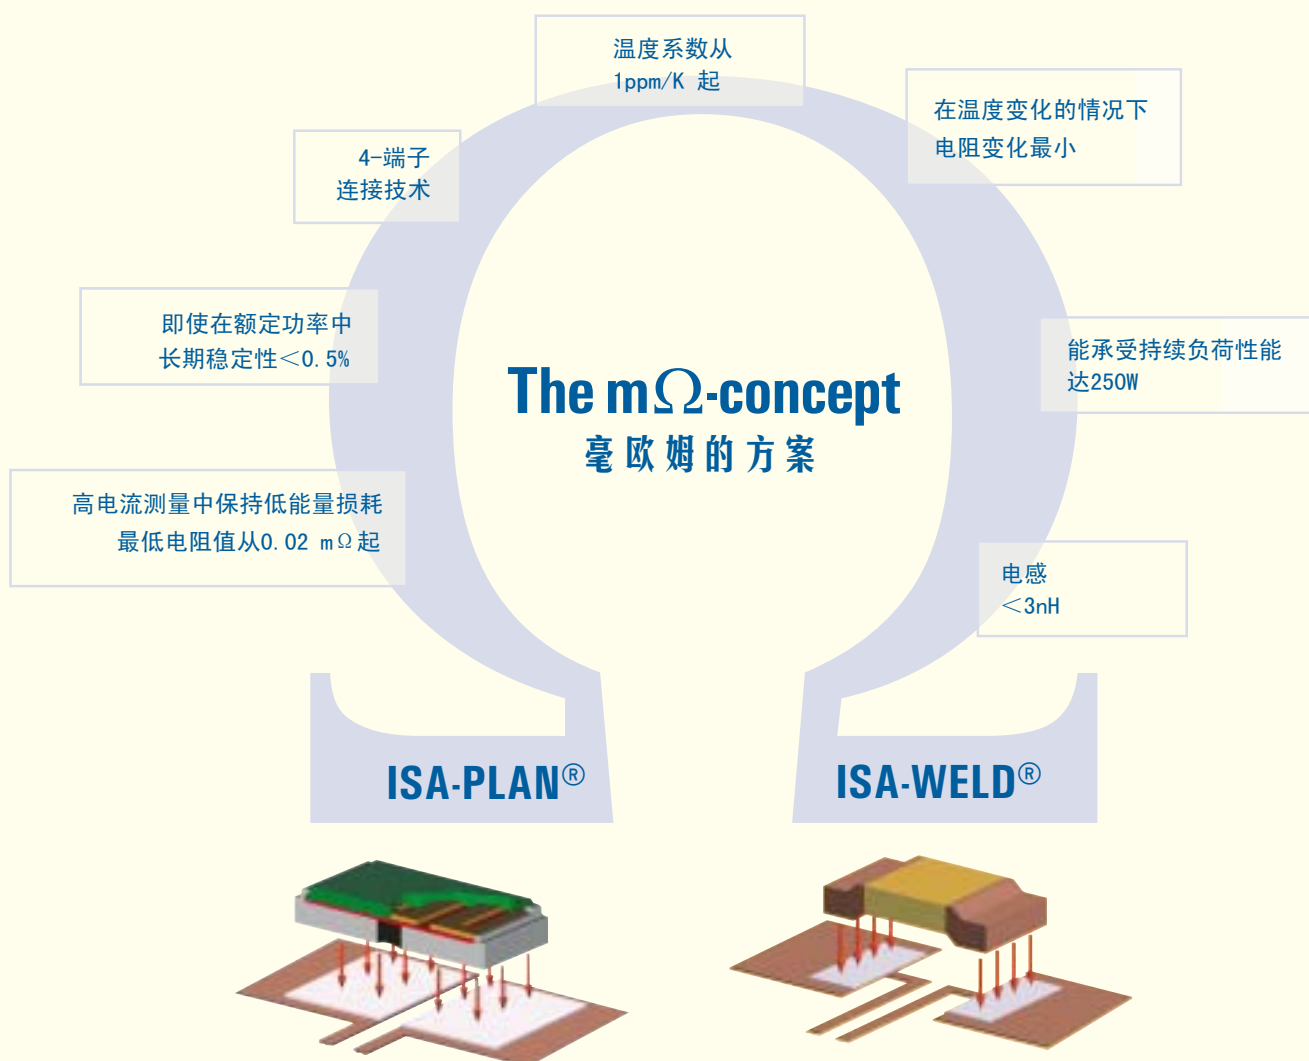 温度系数从
1ppm/K 起
在温度变化的情况下
电阻变化最小
4-端子
连接技术
即使在额定功率中
长期稳定性＜0.5%
能承受持续负荷性能
达250W
The mΩ-concept
毫欧姆的方案
高电流测量中保持低能量损耗
最低电阻值从0.02 mΩ起
电感
＜3nH
ISA-PLAN®
ISA-WELD®